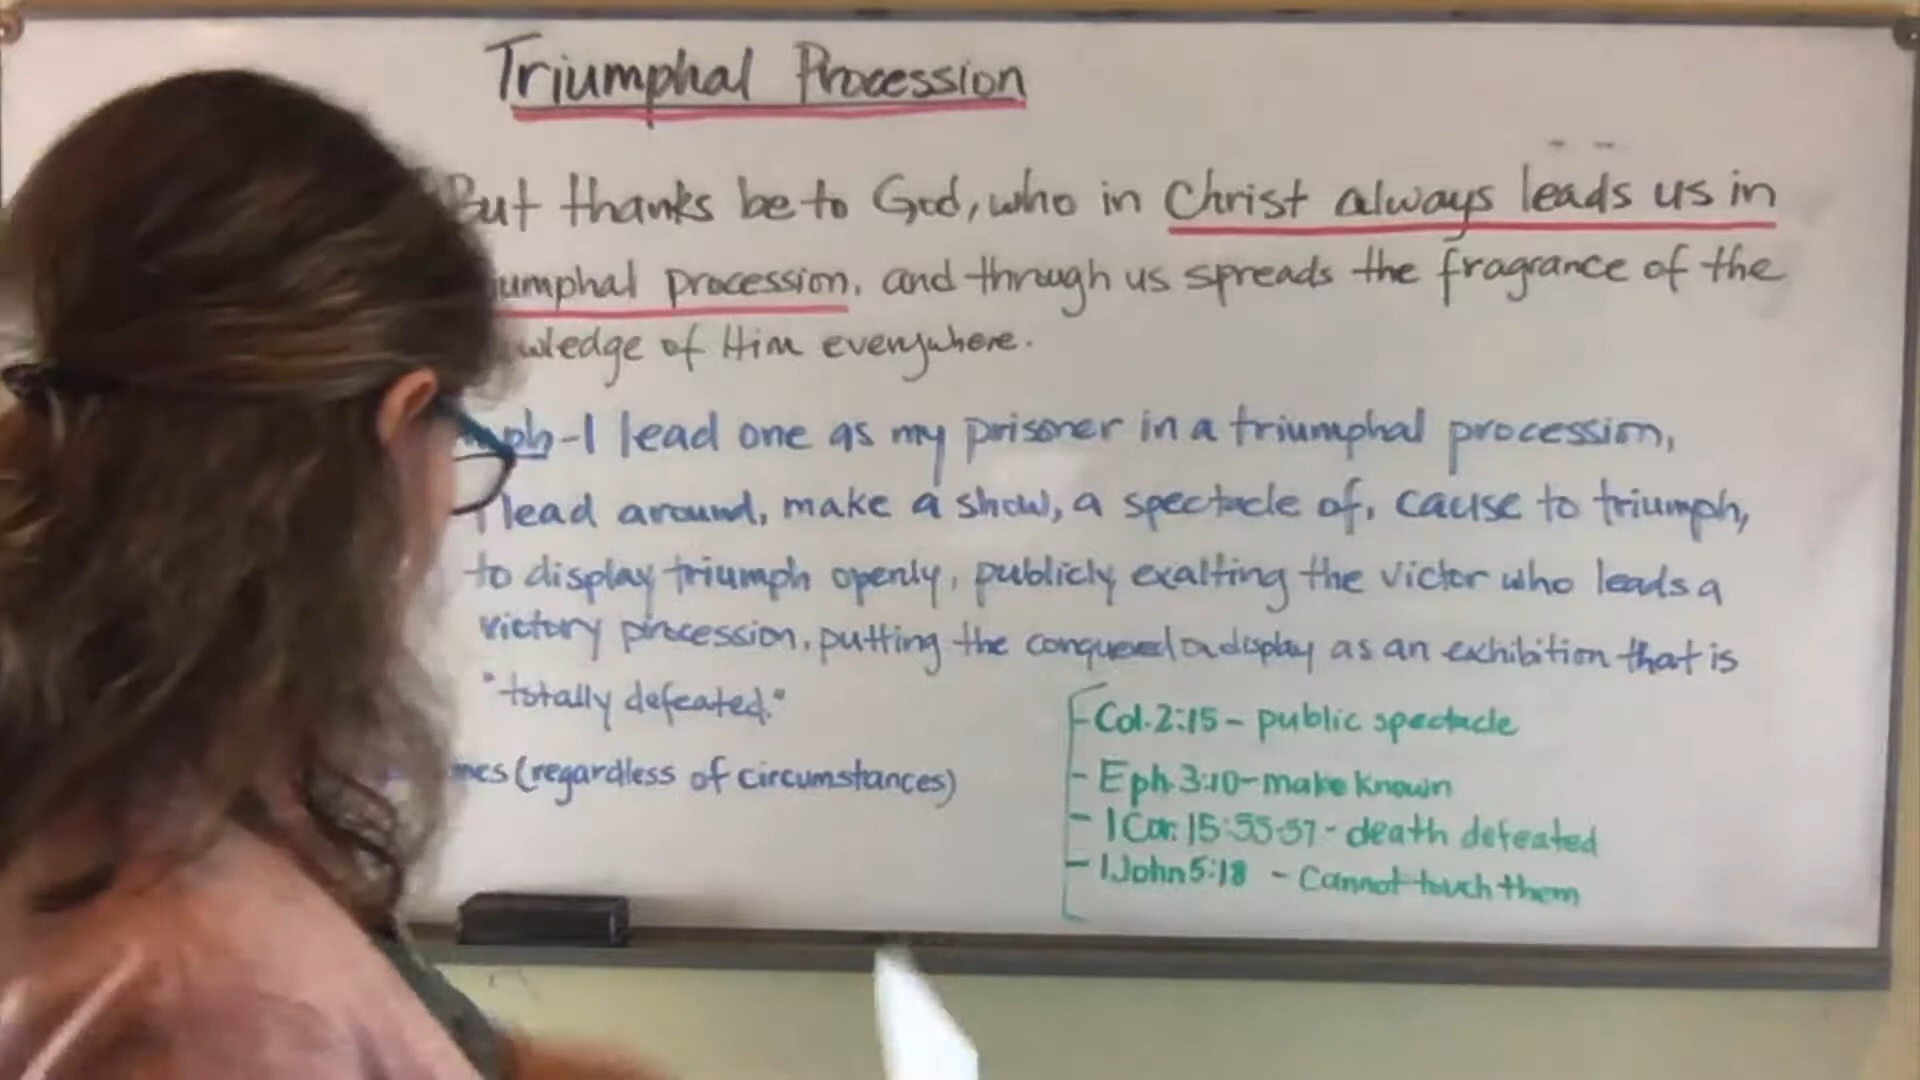 Triumphal Procession
But thanks be to God, who in Christ always leads us in
umphal procession, and through us spreads the fragrance of the
wledge of Him everywhere.
mph - I lead one as my prisoner in a triumphal procession,
I lead around, make a show, a spectacle of, cause to triumph,
to display triumph openly, publicly exalting the victor who leads a
victory procession, putting the conquered on display as an exhibition that is
"totally defeated."
mes (regardless of circumstances)
- Col. 2:15 - public spectacle
- Eph. 3:10 - make known
- 1 Cor. 15:55-57 - death defeated
- 1 John 5:18 - Cannot touch them